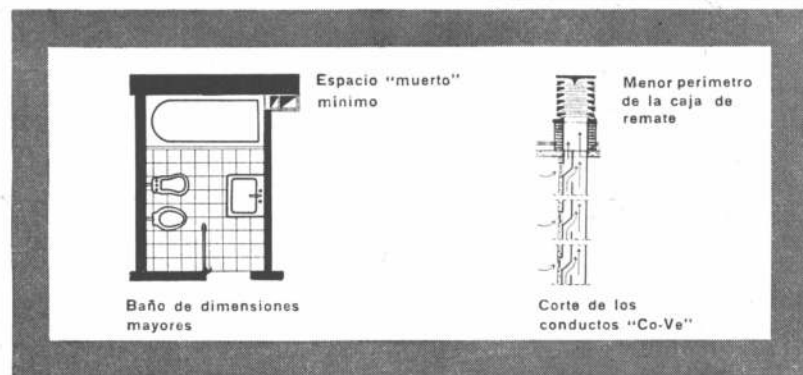 Espacio “muerto”
mínimo
Menor perímetro
de la caja de
remate
Baño de dimensiones
mayores
Corte de los
conductos “Co-Ve”